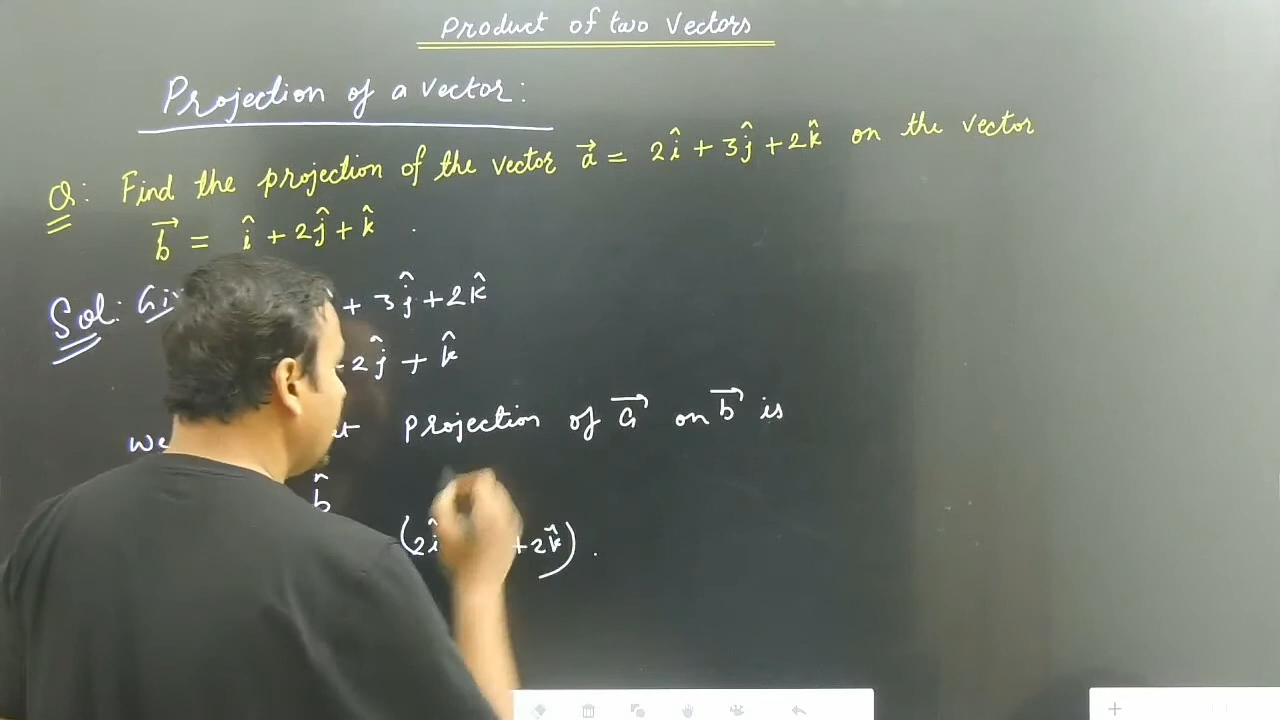 Product of two Vectors
Projection of a vector:
Q: Find the projection of the vector a⃗ = 2î + 3ĵ + 2k̂ on the vector
b⃗ = î + 2ĵ + k̂ .
Sol: + 3ĵ + 2k̂
2ĵ + k̂
We projection of a⃗ on b⃗ is
b̂
(2î + 2k̂) .